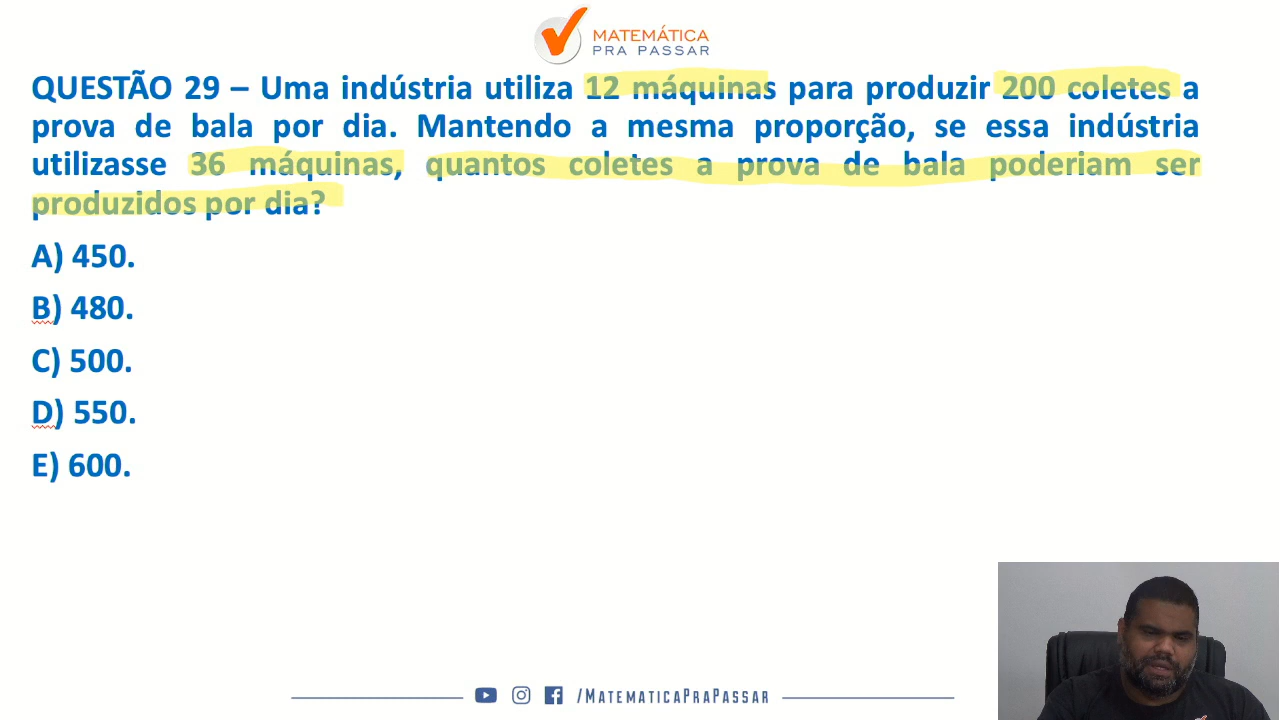 MATEMÁTICA
PRA PASSAR
QUESTÃO 29 – Uma indústria utiliza 12 máquinas para produzir 200 coletes a
prova de bala por dia. Mantendo a mesma proporção, se essa indústria
utilizasse 36 máquinas, quantos coletes a prova de bala poderiam ser
produzidos por dia?
A) 450.
B) 480.
C) 500.
D) 550.
E) 600.
/MATEMATICAPRAPASSAR